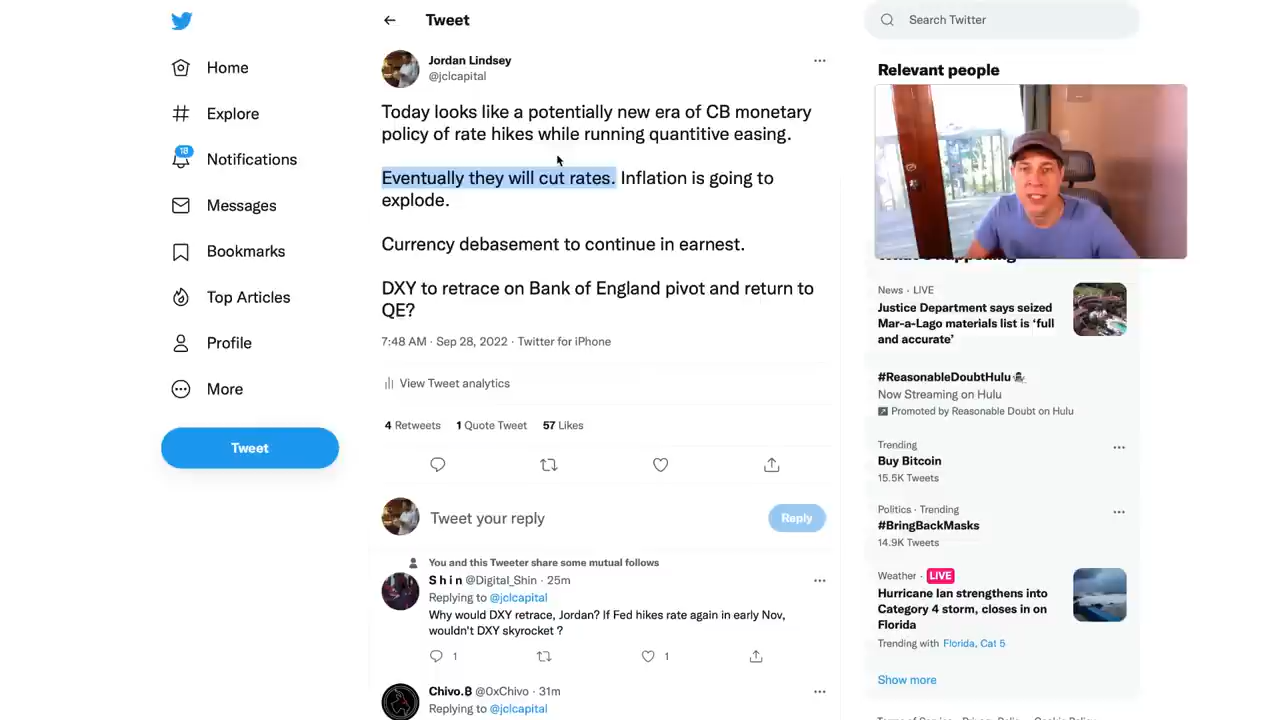 Home
Explore
18
Notifications
Messages
Bookmarks
Top Articles
Profile
More
Tweet
Tweet
Jordan Lindsey
@jclcapital
Today looks like a potentially new era of CB monetary
policy of rate hikes while running quantitive easing.
Eventually they will cut rates. Inflation is going to
explode.
Currency debasement to continue in earnest.
DXY to retrace on Bank of England pivot and return to
QE?
7:48 AM · Sep 28, 2022 · Twitter for iPhone
View Tweet analytics
4 Retweets 1 Quote Tweet 57 Likes
Tweet your reply
Reply
You and this Tweeter share some mutual follows
S h i n @Digital_Shin · 25m
Replying to @jclcapital
Why would DXY retrace, Jordan? If Fed hikes rate again in early Nov,
wouldn't DXY skyrocket ?
1
1
Chivo.B @0xChivo · 31m
Replying to @jclcapital
Search Twitter
Relevant people
News · LIVE
Justice Department says seized
Mar-a-Lago materials list is ‘full
and accurate’
#ReasonableDoubtHulu
Now Streaming on Hulu
Promoted by Reasonable Doubt on Hulu
Trending
Buy Bitcoin
15.5K Tweets
Politics · Trending
#BringBackMasks
14.9K Tweets
Weather · LIVE
Hurricane Ian strengthens into
Category 4 storm, closes in on
Florida
Trending with Florida, Cat 5
Show more